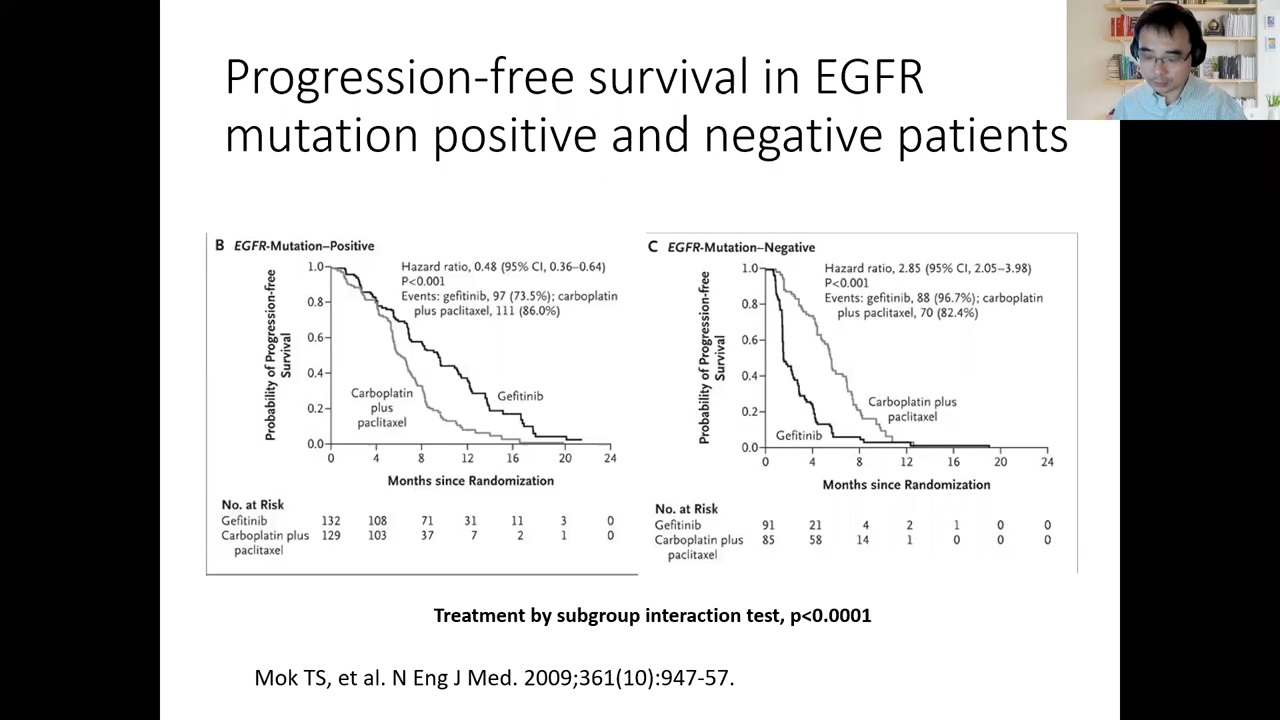 Progression-free survival in EGFR
mutation positive and negative patients
B EGFR-Mutation–Positive
Probability of Progression-free
Survival
1.0
0.8
0.6
0.4
0.2
0.0
Hazard ratio, 0.48 (95% CI, 0.36–0.64)
P<0.001
Events: gefitinib, 97 (73.5%); carboplatin
plus paclitaxel, 111 (86.0%)
Carboplatin
plus
paclitaxel
Gefitinib
0 4 8 12 16 20 24
Months since Randomization
No. at Risk
Gefitinib 132 108 71 31 11 3 0
Carboplatin plus 129 103 37 7 2 1 0
paclitaxel
C EGFR-Mutation–Negative
Probability of Progression-free
Survival
1.0
0.8
0.6
0.4
0.2
0.0
Hazard ratio, 2.85 (95% CI, 2.05–3.98)
P<0.001
Events: gefitinib, 88 (96.7%); carboplatin
plus paclitaxel, 70 (82.4%)
Carboplatin plus
paclitaxel
Gefitinib
0 4 8 12 16 20 24
Months since Randomization
No. at Risk
Gefitinib 91 21 4 2 1 0 0
Carboplatin plus 85 58 14 1 0 0 0
paclitaxel
Treatment by subgroup interaction test, p<0.0001
Mok TS, et al. N Eng J Med. 2009;361(10):947-57.